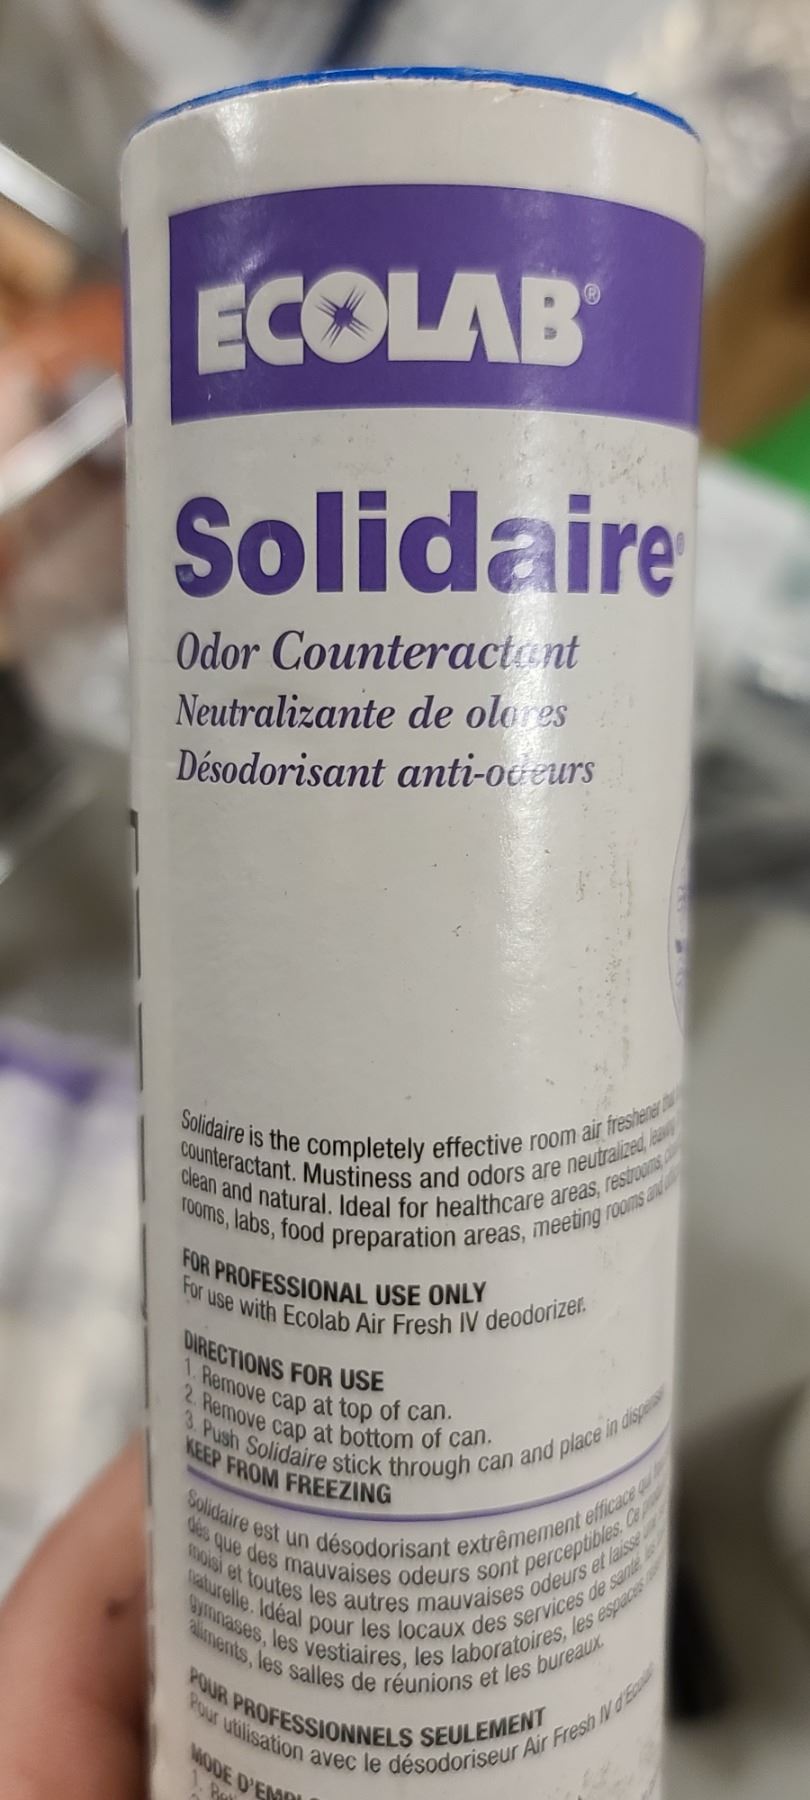 ECOLAB®
Solidaire®
Odor Counteractant
Neutralizante de olores
Désodorisant anti-odeurs
Solidaire is the completely effective room air freshener
counteractant. Mustiness and odors are neutralized,
clean and natural. Ideal for healthcare areas, restrooms,
rooms, labs, food preparation areas, meeting rooms and
FOR PROFESSIONAL USE ONLY
For use with Ecolab Air Fresh IV deodorizer.
DIRECTIONS FOR USE
1. Remove cap at top of can.
2. Remove cap at bottom of can.
3. Push Solidaire stick through can and place in
KEEP FROM FREEZING
Solidaire est un désodorisant extrêmement efficace qui
dès que des mauvaises odeurs sont perceptibles. Ce
moisi et toutes les autres mauvaises odeurs et laisse
naturelle. Idéal pour les locaux des services de santé,
gymnases, les vestiaires, les laboratoires, les espaces
aliments, les salles de réunions et les bureaux.
POUR PROFESSIONNELS SEULEMENT
Pour utilisation avec le désodoriseur Air Fresh IV
MODE
1.